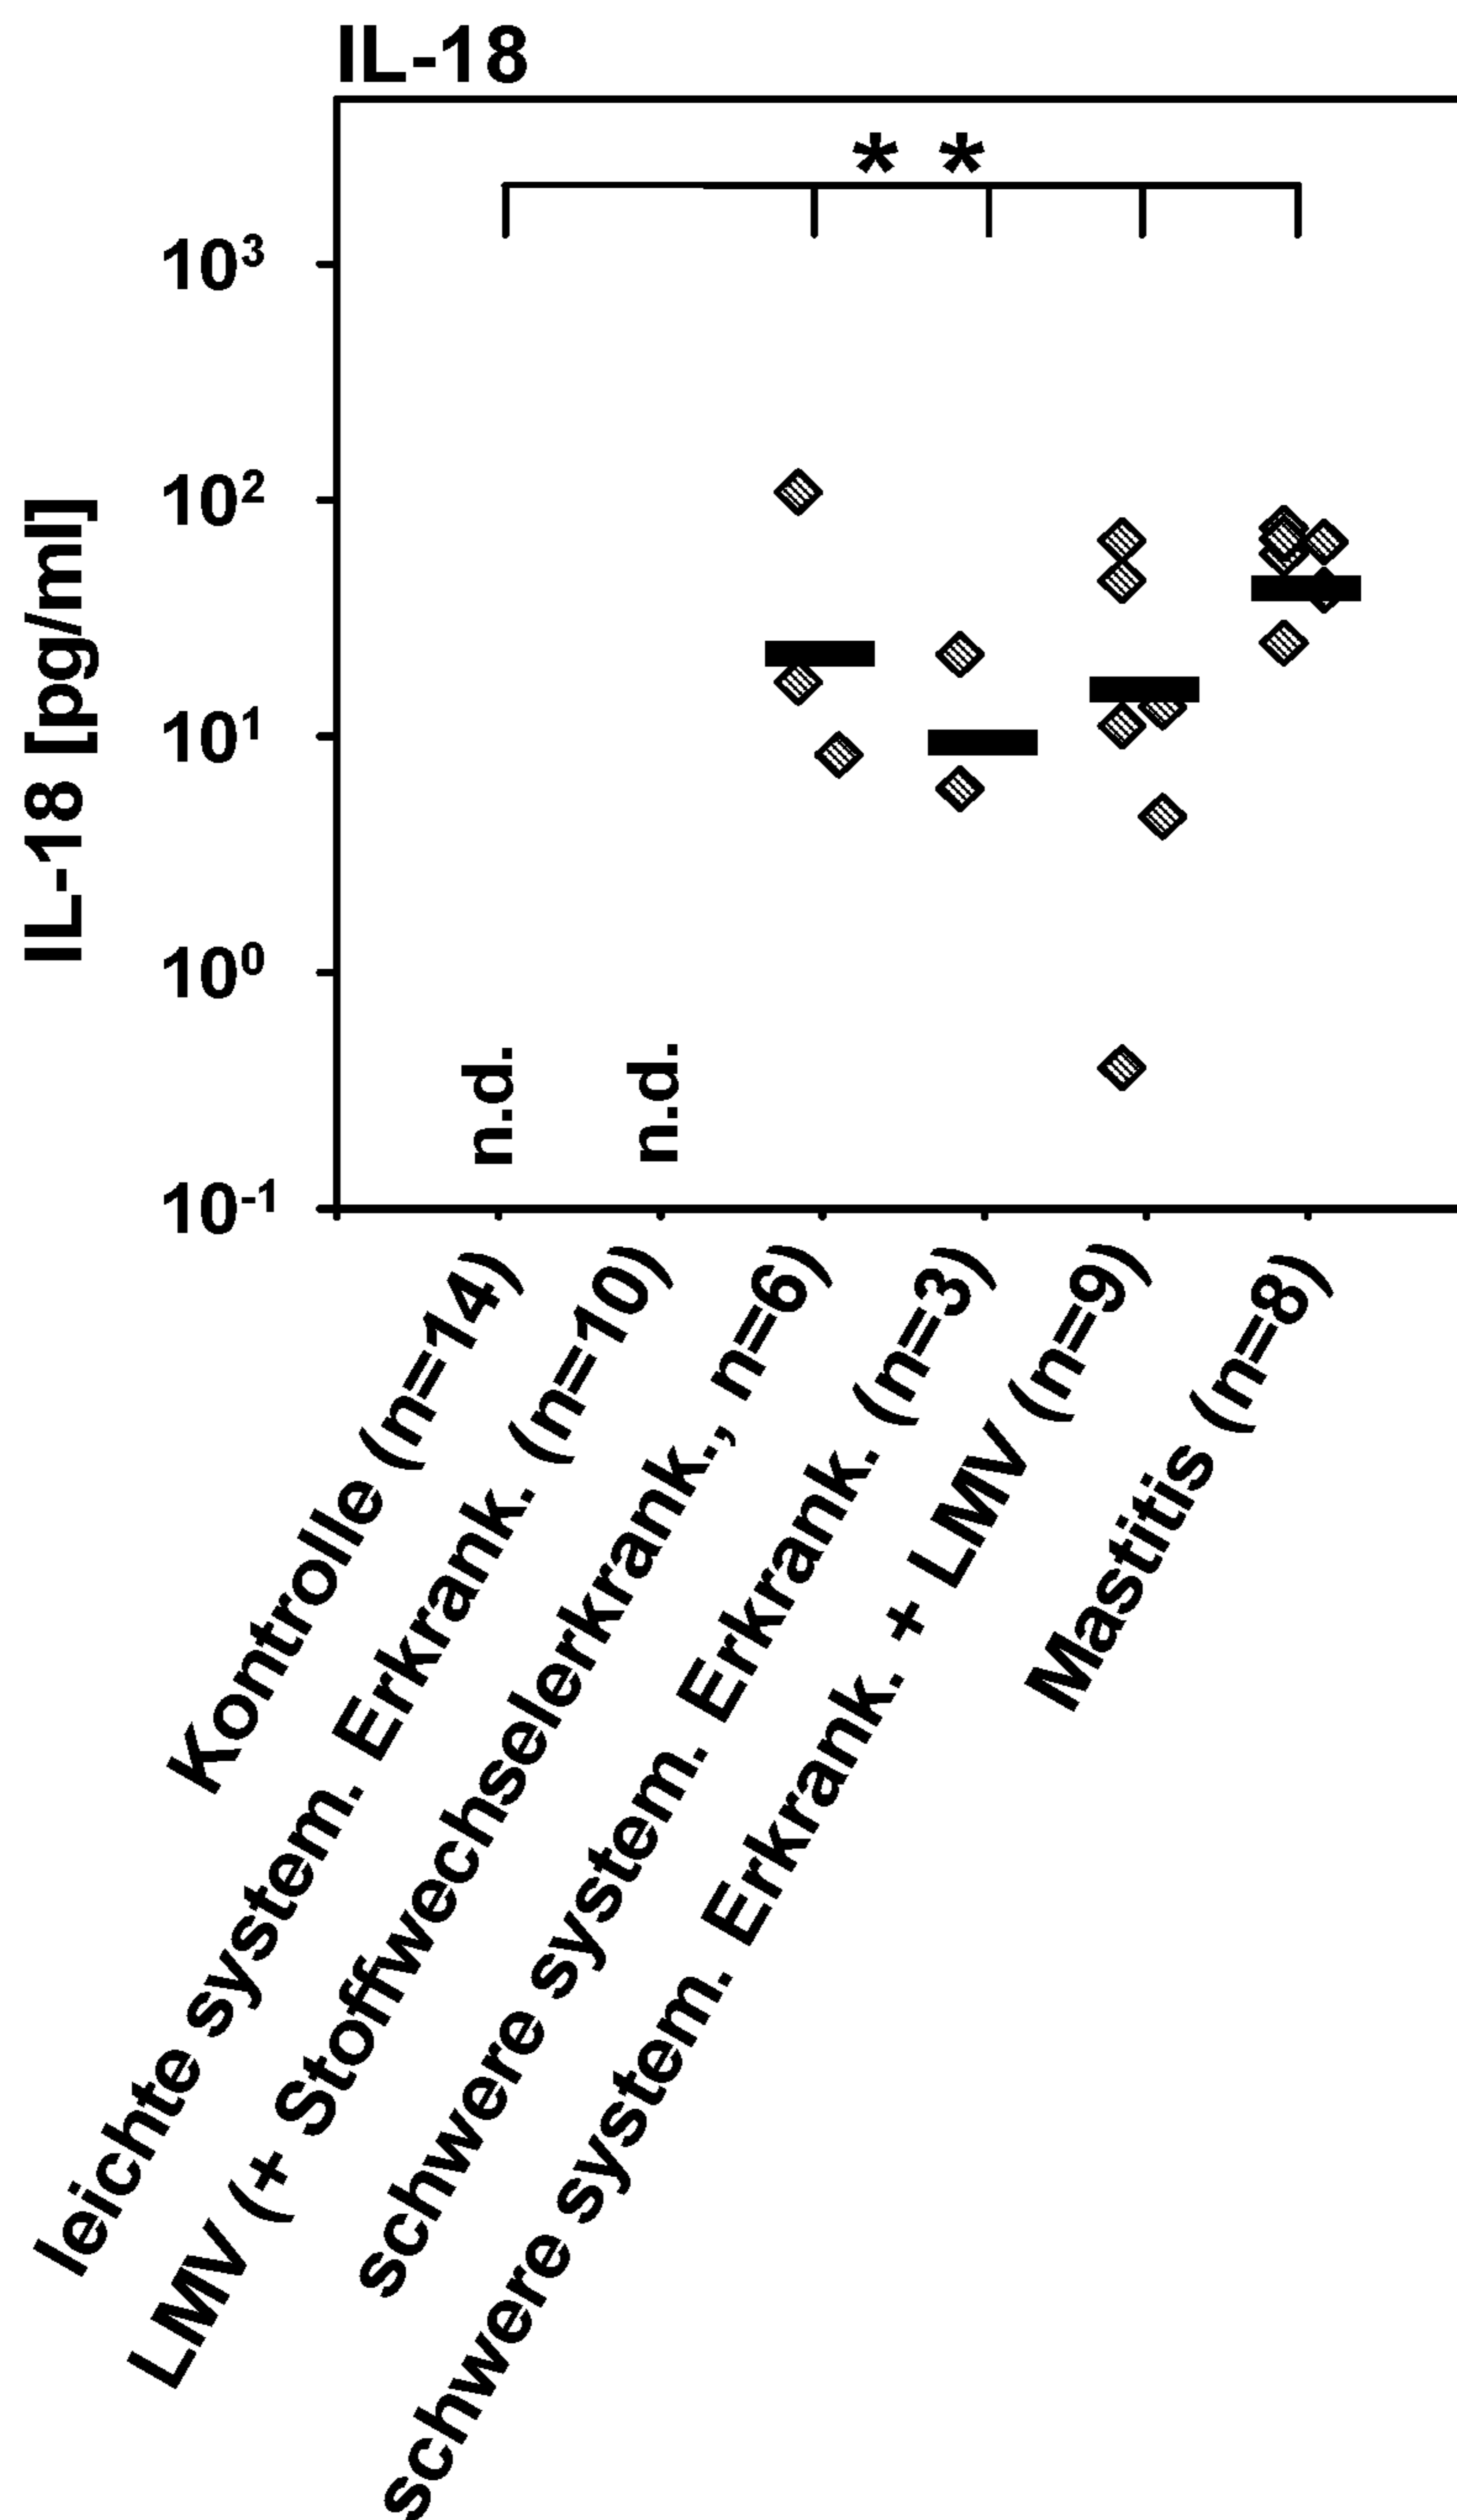 IL-18
* *
IL-18 [pg/ml]
10³
10²
10¹
10⁰
10⁻¹
n.d.
n.d.
Kontrolle (n=14)
leichte system. Erkrank. (n=10)
LMV (+ Stoffwechselerkrank., n=6)
schwere system. Erkrank. (n=3)
schwere system. Erkrank. + LMV (n=9)
Mastitis (n=8)